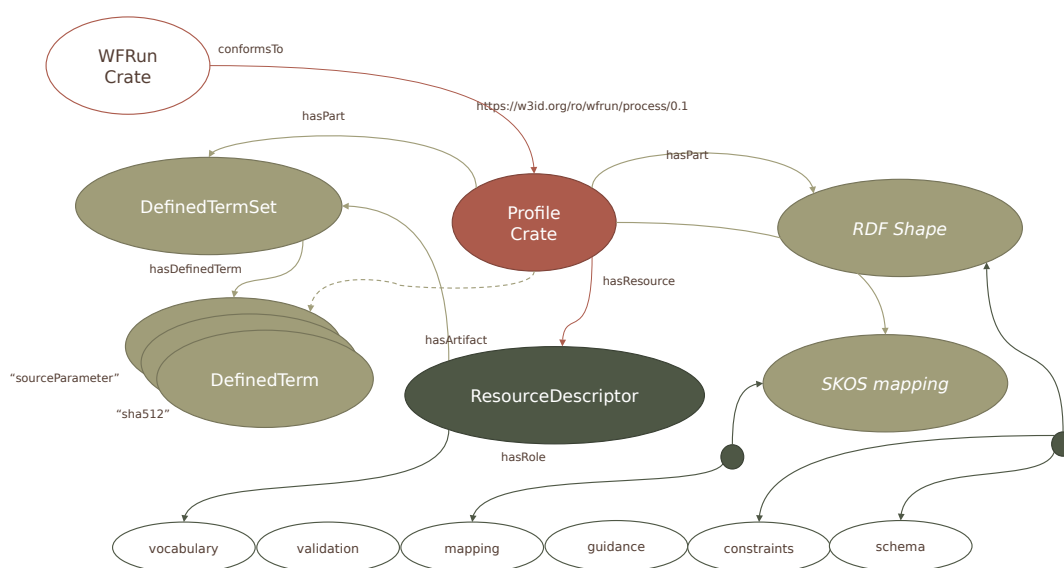 WFRun
Crate
conformsTo
https://w3id.org/ro/wfrun/process/0.1
hasPart
hasPart
DefinedTermSet
Profile
Crate
RDF Shape
hasDefinedTerm
hasResource
hasArtifact
“sourceParameter”
DefinedTerm
ResourceDescriptor
SKOS mapping
“sha512”
hasRole
vocabulary
validation
mapping
guidance
constraints
schema